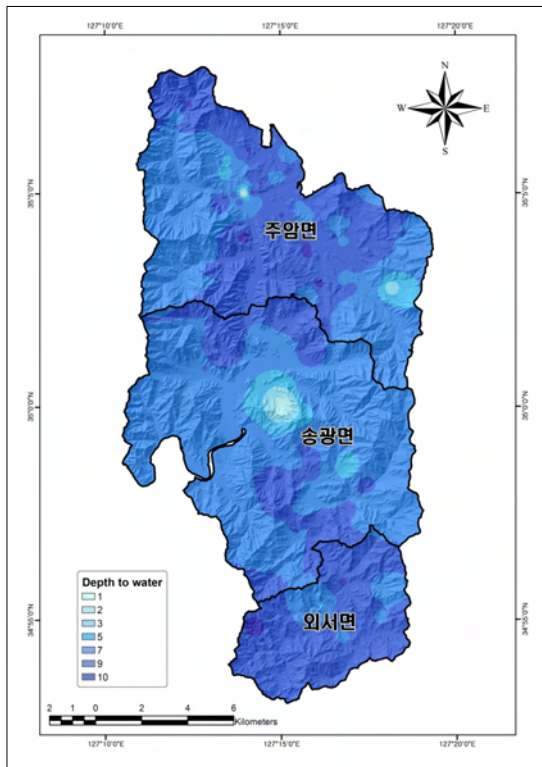 127°10'0"E 127°15'0"E 127°20'0"E
N
W E
S
35°5'0"N 35°5'0"N
주암면
35°0'0"N 35°0'0"N
송광면
Depth to water
1
2
3
5
7
9
10
외서면
34°55'0"N 34°55'0"N
2 1 0 2 4 6
Kilometers
127°10'0"E 127°15'0"E 127°20'0"E